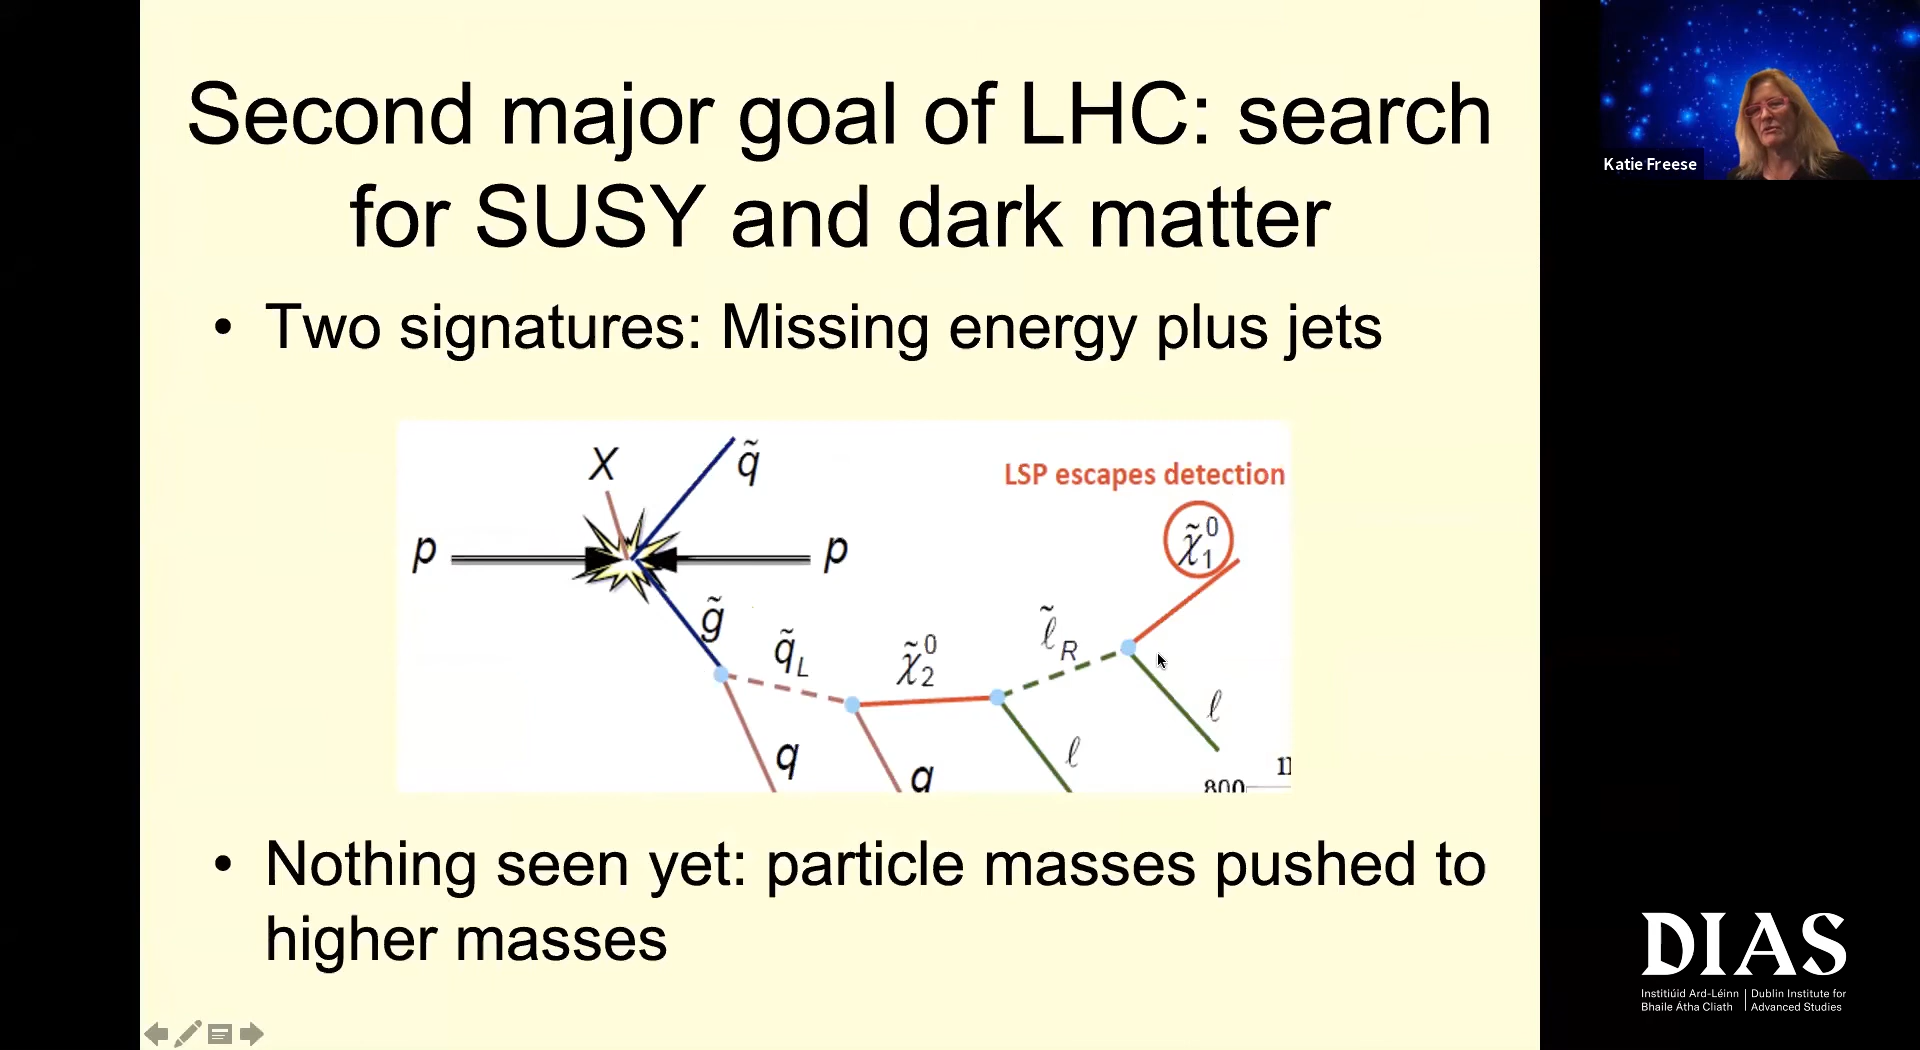 Second major goal of LHC: search
for SUSY and dark matter
• Two signatures: Missing energy plus jets
X
q̃
LSP escapes detection
p
p
χ̃⁰₁
g̃
q̃_L
χ̃⁰₂
ℓ̃_R
ℓ
q
q
ℓ
800
• Nothing seen yet: particle masses pushed to
higher masses
Katie Freese
DIAS
Institiúid Ard-Léinn
Bhaile Átha Cliath
Dublin Institute for
Advanced Studies